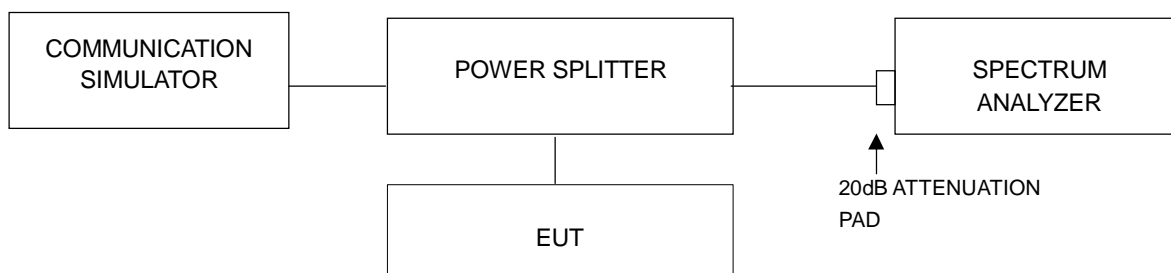 COMMUNICATION
SIMULATOR
POWER SPLITTER
SPECTRUM
ANALYZER
20dB ATTENUATION
PAD
EUT